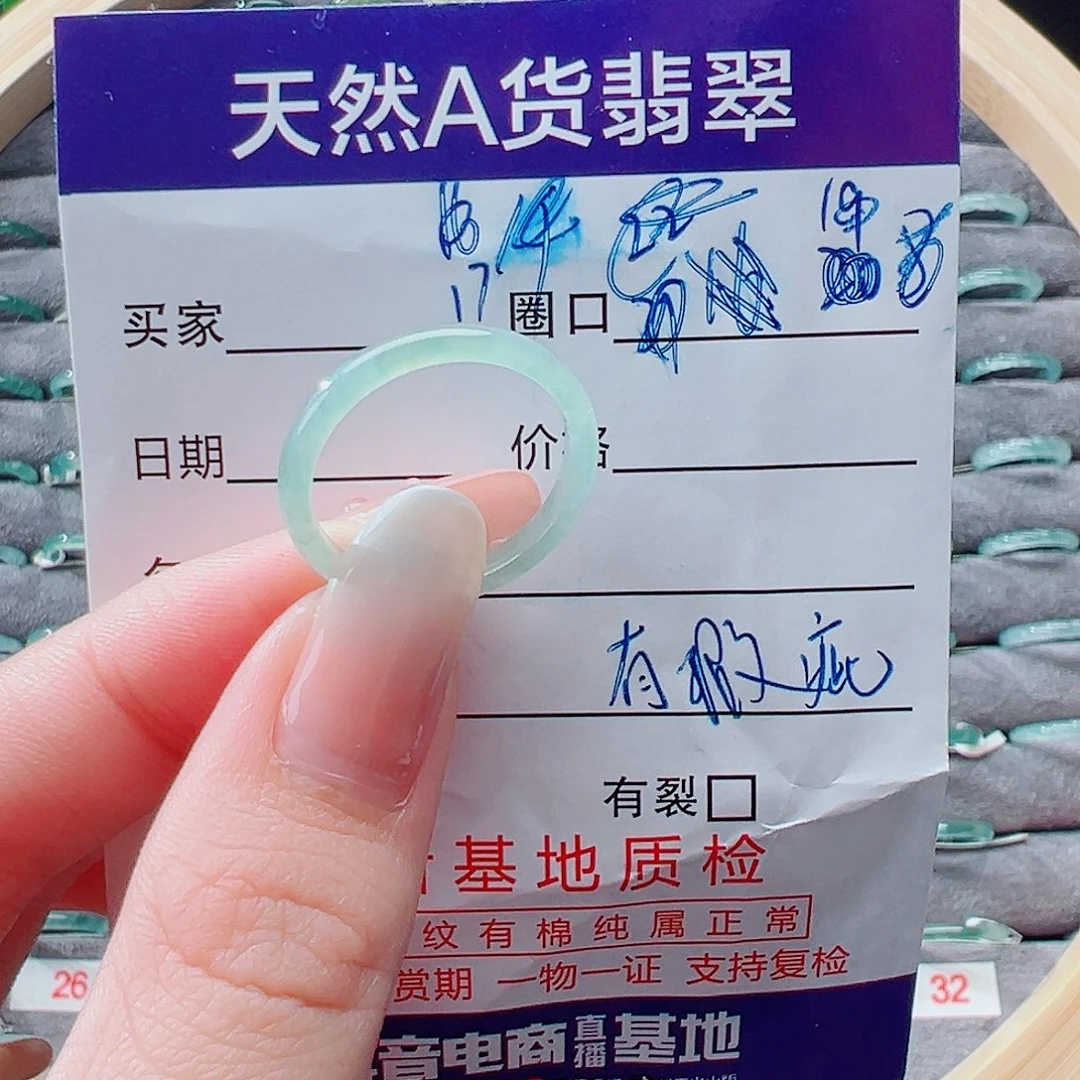 天然A货翡翠
17
买家 圈口
日期 价格
有瑕疵
有裂
基地质检
纹有棉纯属正常
赏期 一物一证 支持复检
音电商直播基地
26
32